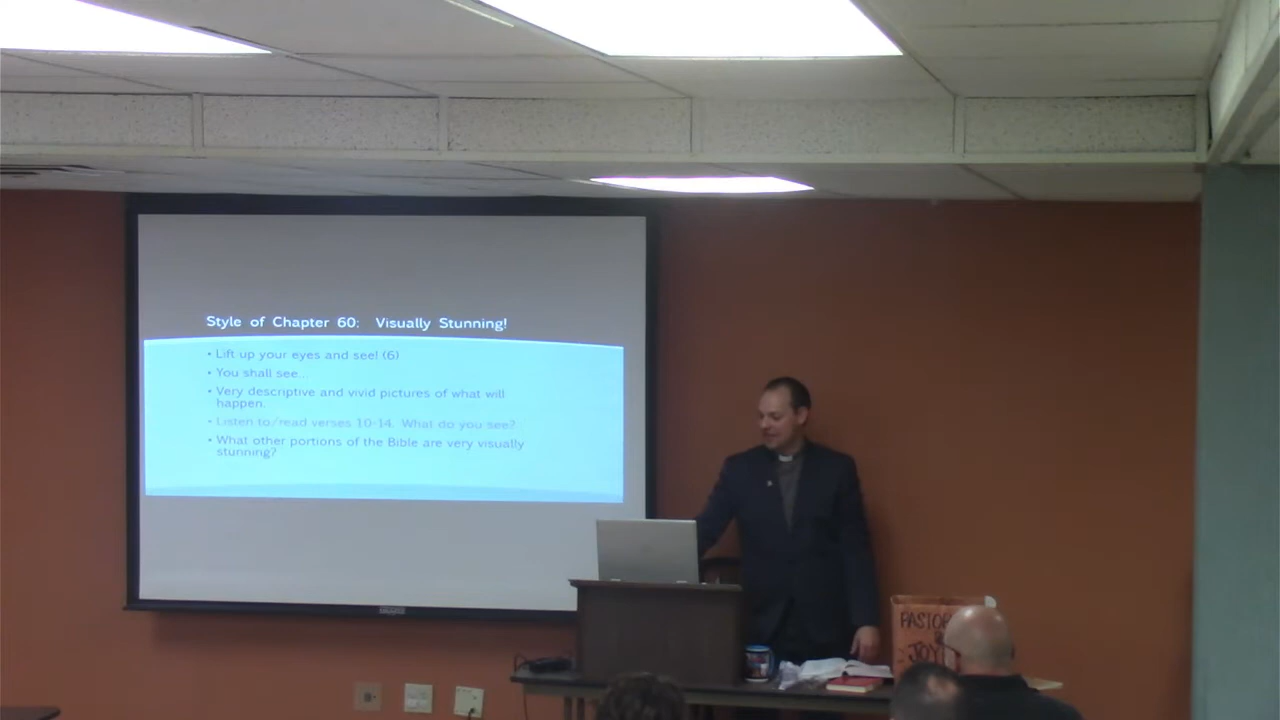 Style of Chapter 60: Visually Stunning!
• Lift up your eyes and see! (6)
• You shall see...
• Very descriptive and vivid pictures of what will
happen.
• Listen to/read verses 10-14. What do you see?
• What other portions of the Bible are very visually
stunning?
PASTOR
JOY